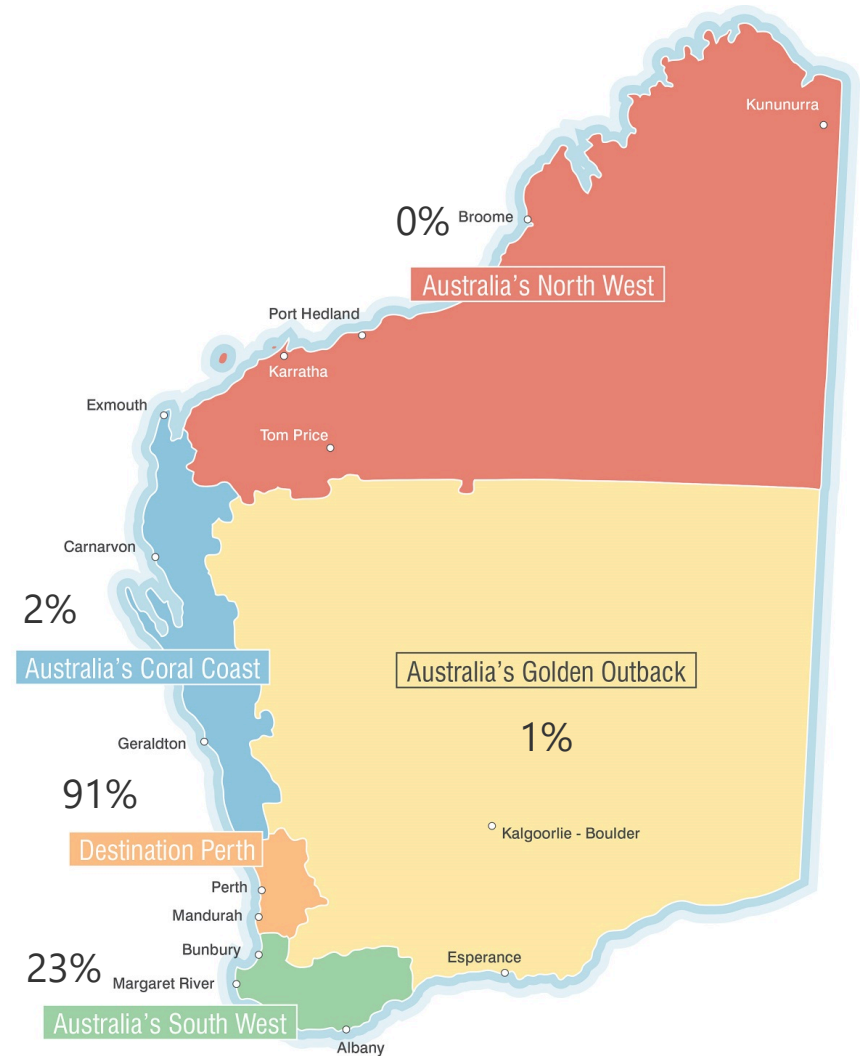 Kununurra
0% Broome
Australia's North West
Port Hedland
Karratha
Exmouth
Tom Price
Carnarvon
2%
Australia's Coral Coast
Australia's Golden Outback
1%
Geraldton
91%
Kalgoorlie - Boulder
Destination Perth
Perth
Mandurah
Bunbury
Esperance
23%
Margaret River
Australia's South West
Albany